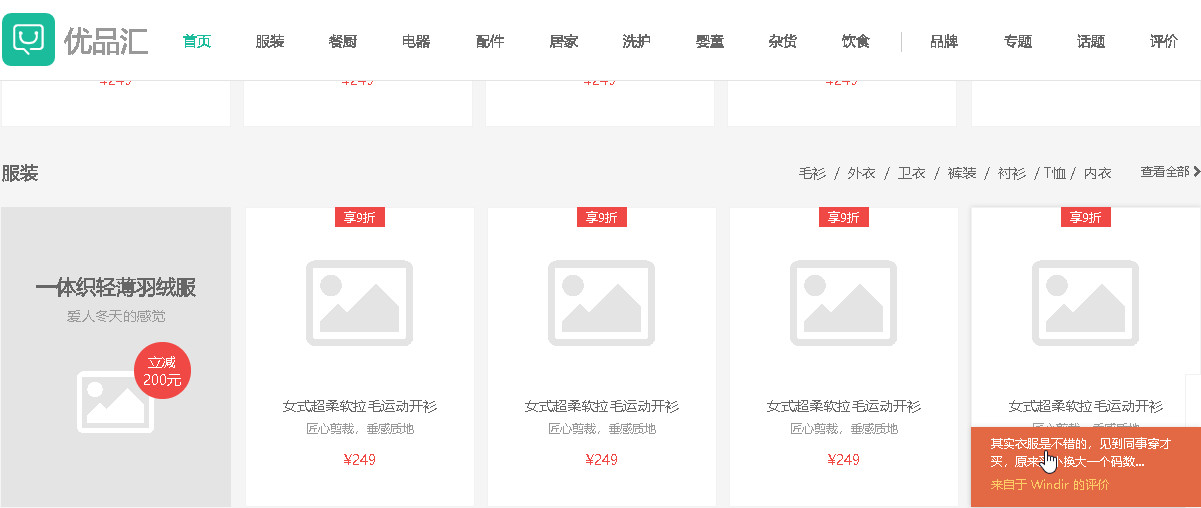 优品汇 首页 服装 餐厨 电器 配件 居家 洗护 婴童 杂货 饮食 品牌 专题 话题 评价
¥249 ¥249 ¥249 ¥249
服装 毛衫 / 外衣 / 卫衣 / 裤装 / 衬衫 / T恤 / 内衣 查看全部
享9折 享9折 享9折 享9折
一体织轻薄羽绒服
爱人冬天的感觉
立减
200元
女式超柔软拉毛运动开衫 女式超柔软拉毛运动开衫 女式超柔软拉毛运动开衫 女式超柔软拉毛运动开衫
匠心剪裁，垂感质地 匠心剪裁，垂感质地 匠心剪裁，垂感质地 匠心剪裁，垂感质地
¥249 ¥249 ¥249
其实衣服是不错的，见到同事穿才
买，原来 小换大一个码数...
来自于 Windir 的评价